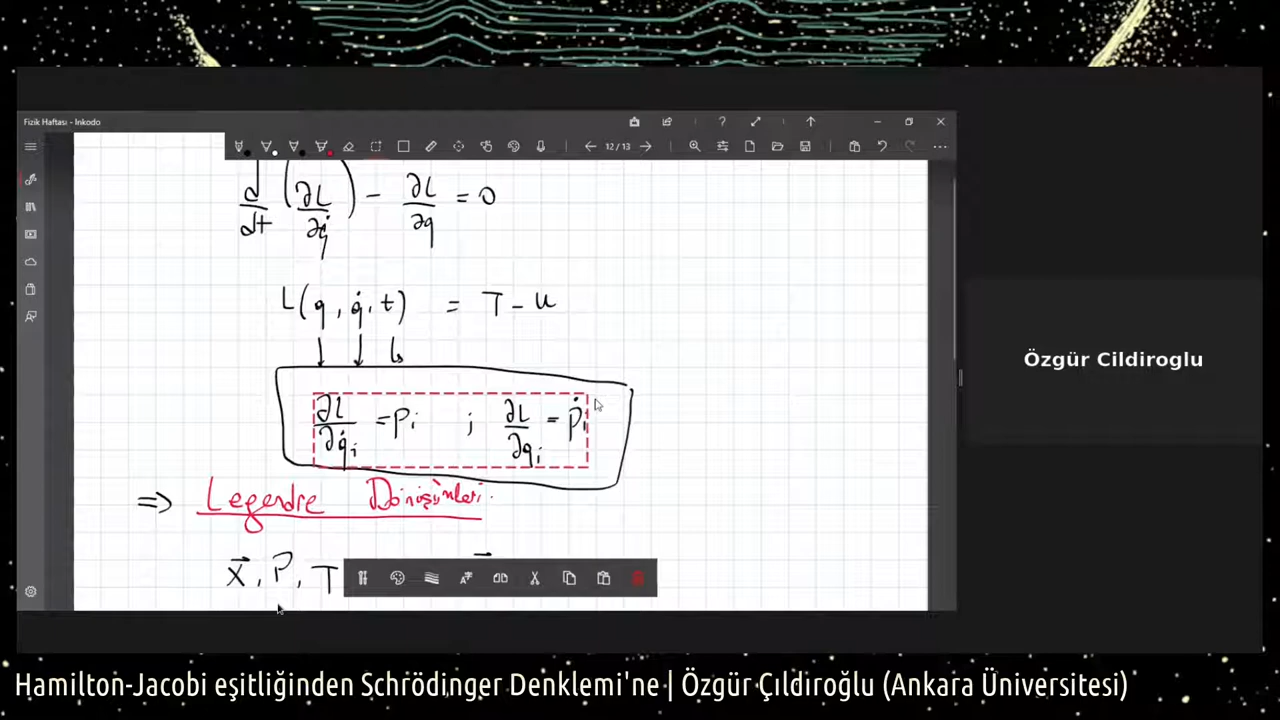 Fizik Haftası - Inkodo
12 / 13
d/dt (∂L/∂q̇) - ∂L/∂q = 0
L(q, q̇, t) = T - u
∂L/∂q̇i = Pi ; ∂L/∂qi = Ṗi
⇒ Legendre Dönüşümleri.
x⃗, P, T
Özgür Cildiroglu
Hamilton-Jacobi eşitliğinden Schrödinger Denklemi'ne | Özgür Çıldıroğlu (Ankara Üniversitesi)